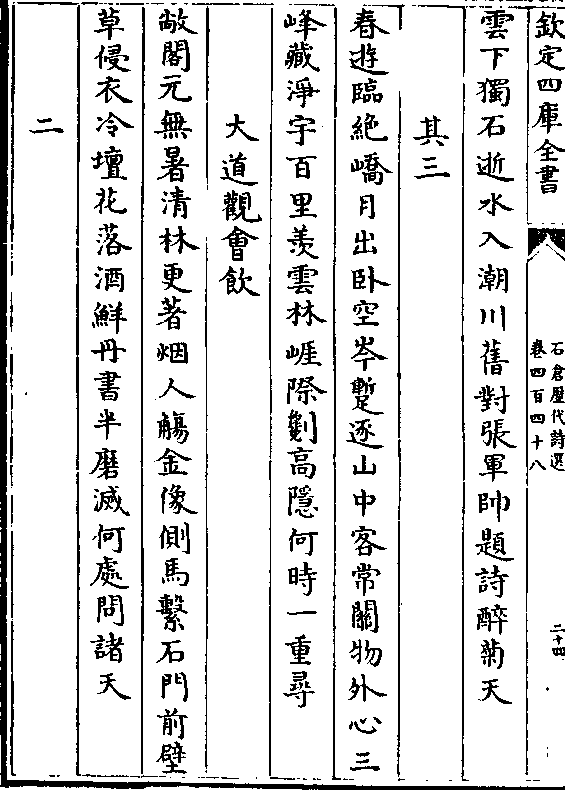 欽定四庫全書
石倉歷代詩選
卷四百四十八
二十四
雲下獨石逝水入潮川舊對張軍帥題詩醉菊天
其三
春遊臨絶嶠月出卧空岑蹔逐山中客常關物外心三
峰藏淨宇百里羡雲林崕際劉高隱何時一重尋
大道觀會飲
敞閣元無暑清林更著烟人觴金像側馬繫石門前壁
草侵衣冷壇花落酒鮮丹書半磨滅何處問諸天
二